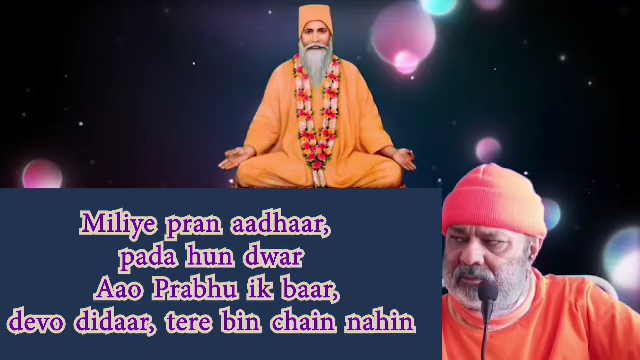 Miliye pran aadhaar,
pada hun dwar
Aao Prabhu ik baar,
devo didaar, tere bin chain nahin